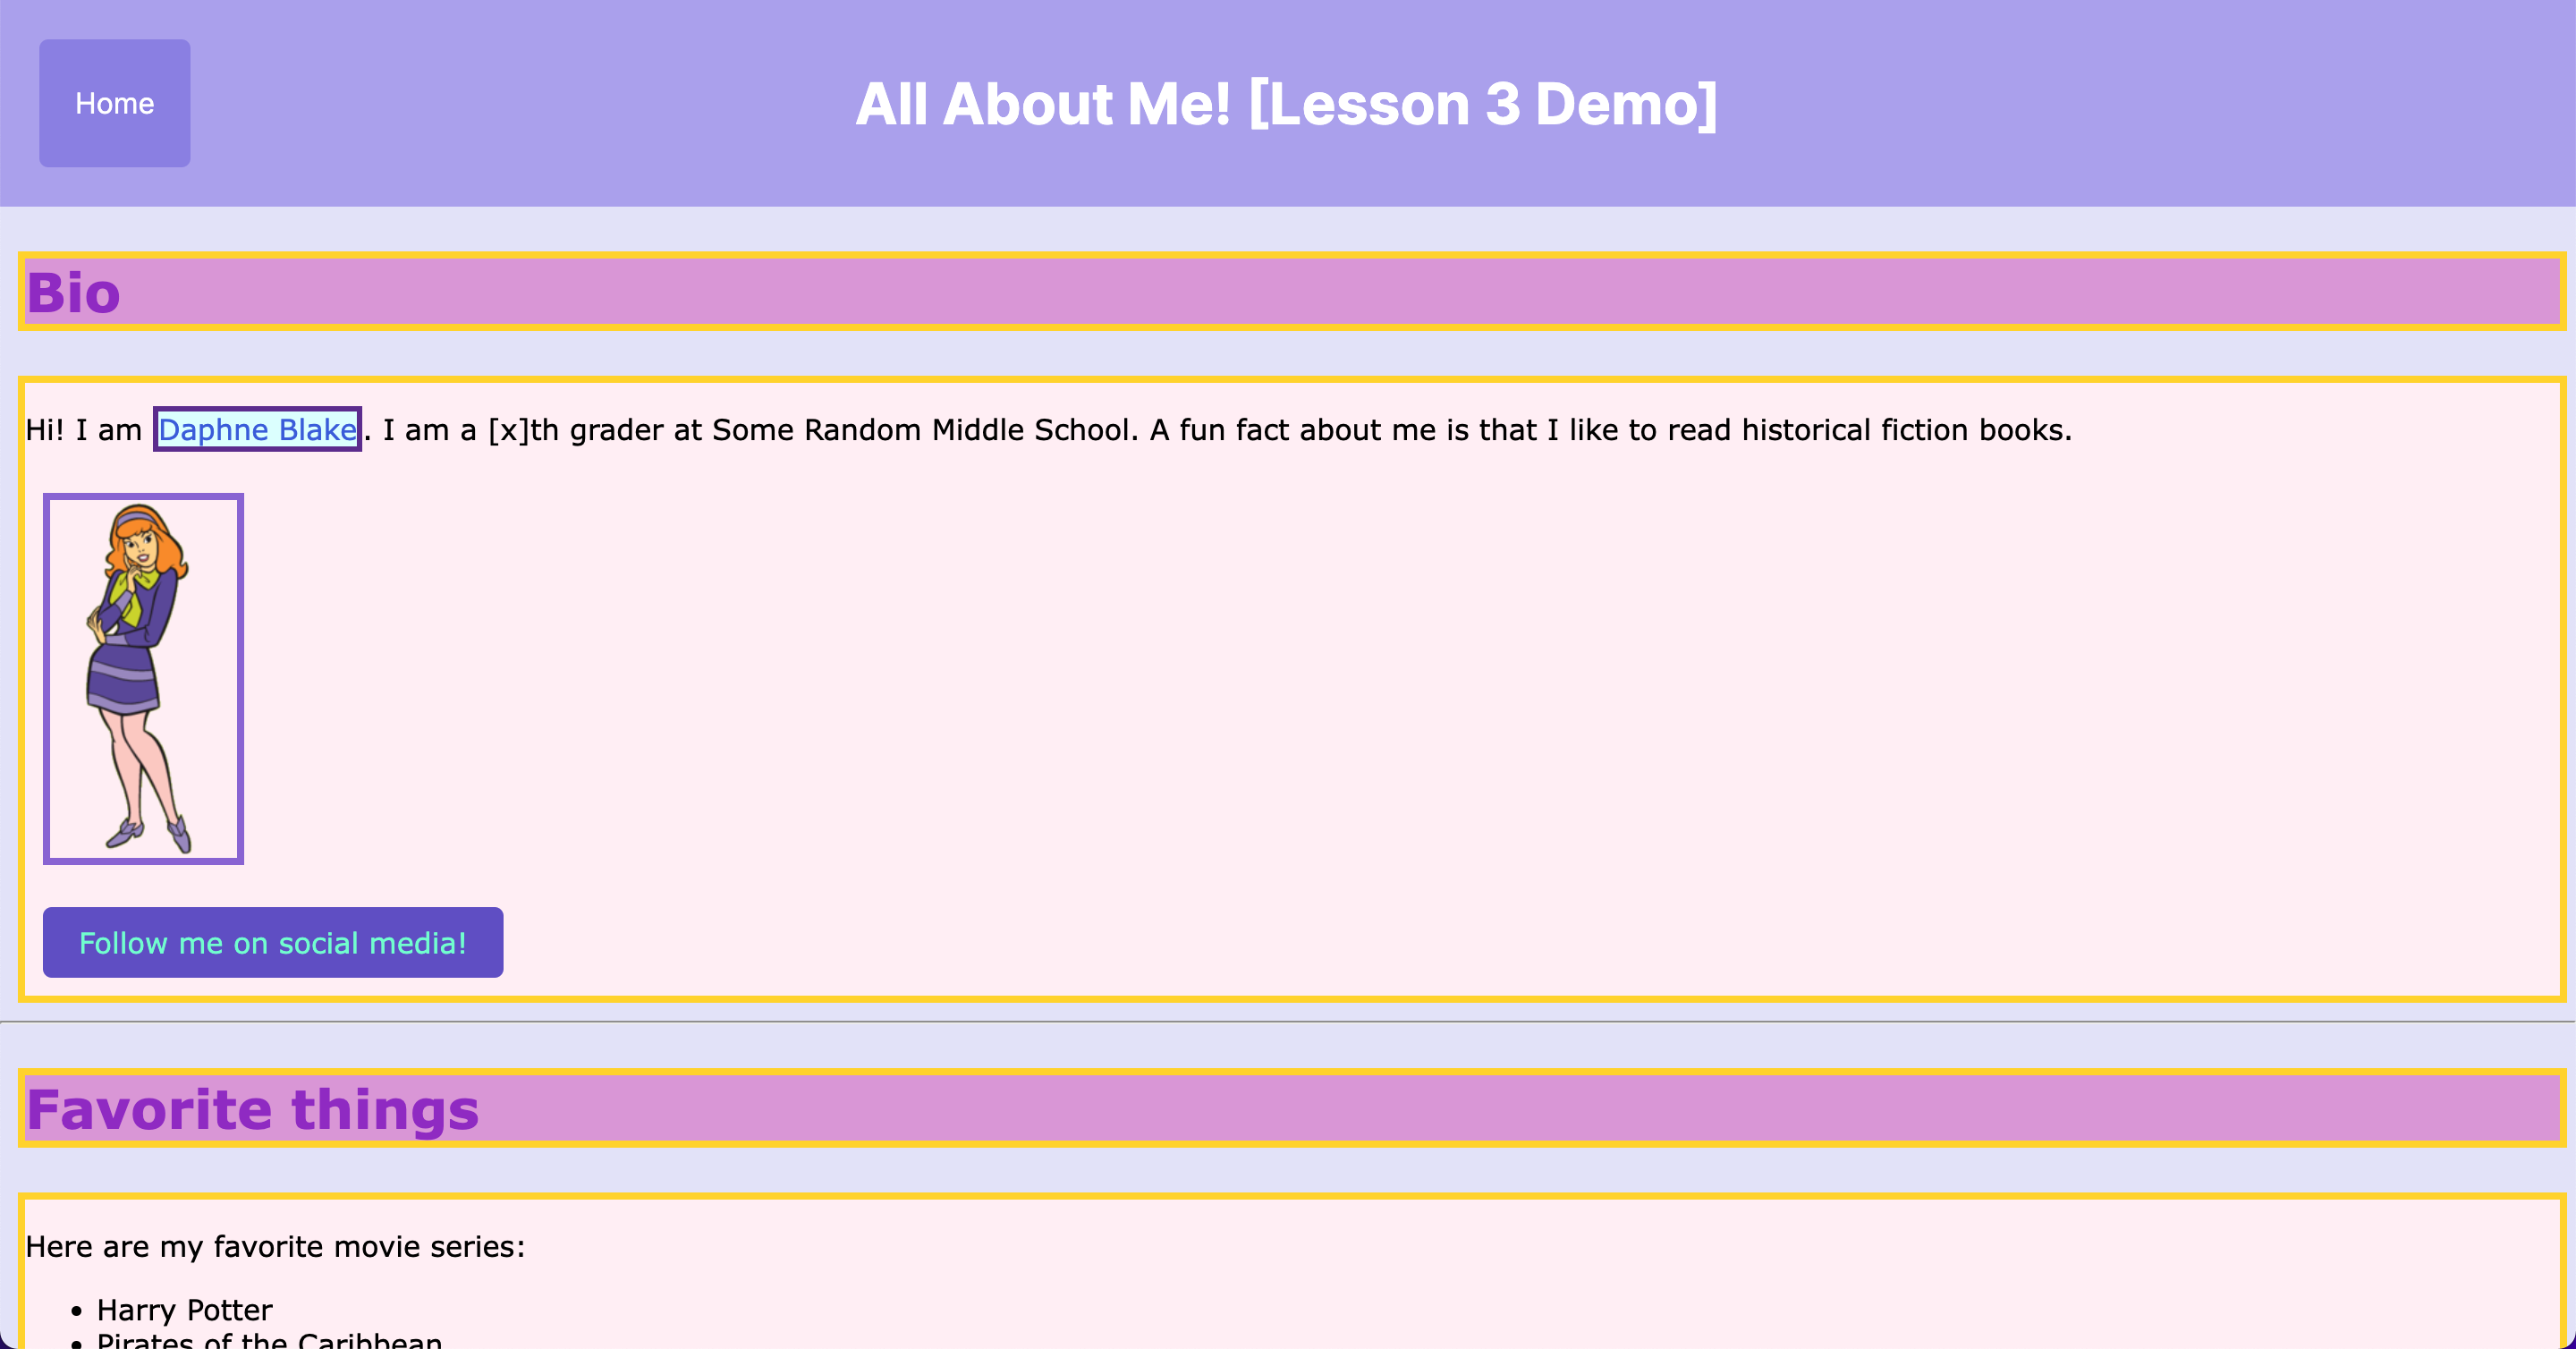 Home
All About Me! [Lesson 3 Demo]
Bio
Hi! I am Daphne Blake. I am a [x]th grader at Some Random Middle School. A fun fact about me is that I like to read historical fiction books.
Follow me on social media!
Favorite things
Here are my favorite movie series:
• Harry Potter
• Pirates of the Caribbean